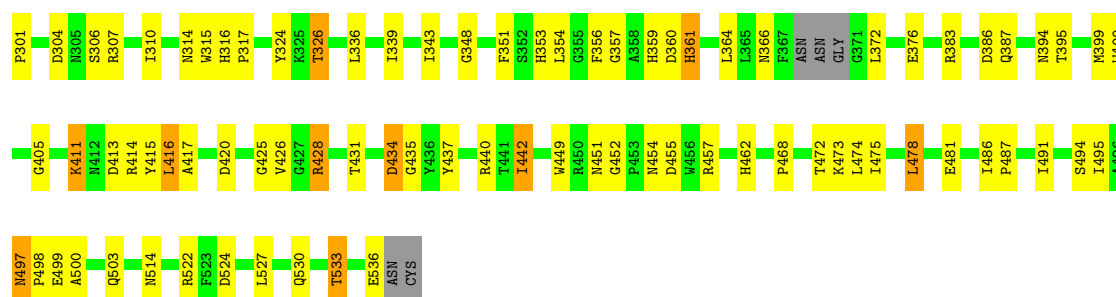 P301 D304 N305 S306 R307 I310 N314 W315 H316 P317 Y324 K325 T326 L336 I339 I343 G348 F351 S352 H353 L354 G355 F356 G357 A358 H359 D360 H361 L364 L365 N366 F367 ASN ASN GLY G371 L372 E376 R383 D386 Q387 N394 T395 M399
G405 K411 N412 D413 R414 Y415 L416 A417 D420 G425 V426 G427 R428 T431 D434 G435 Y436 Y437 R440 T441 I442 W449 R450 N451 G452 P453 N454 D455 W456 R457 H462 P468 T472 K473 L474 I475 L478 E481 I486 P487 I491 S494 I495
N497 P498 E499 A500 Q503 N514 R522 F523 D524 L527 Q530 T533 E536 ASN CYS